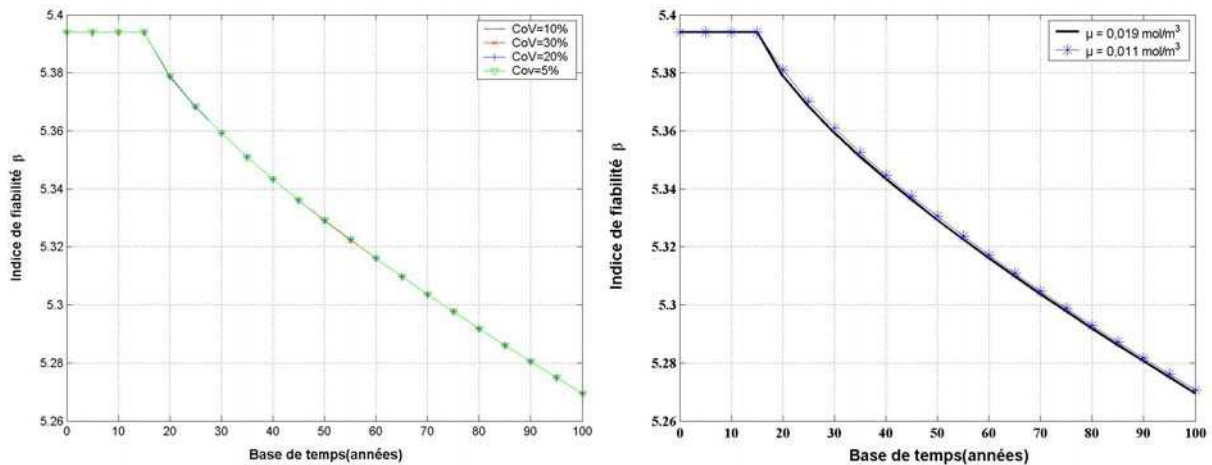 5.4
5.38
5.36
5.34
5.32
5.3
5.28
5.26
Indice de fiabilité β
0 10 20 30 40 50 60 70 80 90 100
Base de temps(années)
CoV=10%
CoV=30%
CoV=20%
Cov=5%
5.4
5.38
5.36
5.34
5.32
5.3
5.28
5.26
Indice de fiabilité β
0 10 20 30 40 50 60 70 80 90 100
Base de temps(années)
μ = 0,019 mol/m³
μ = 0,011 mol/m³